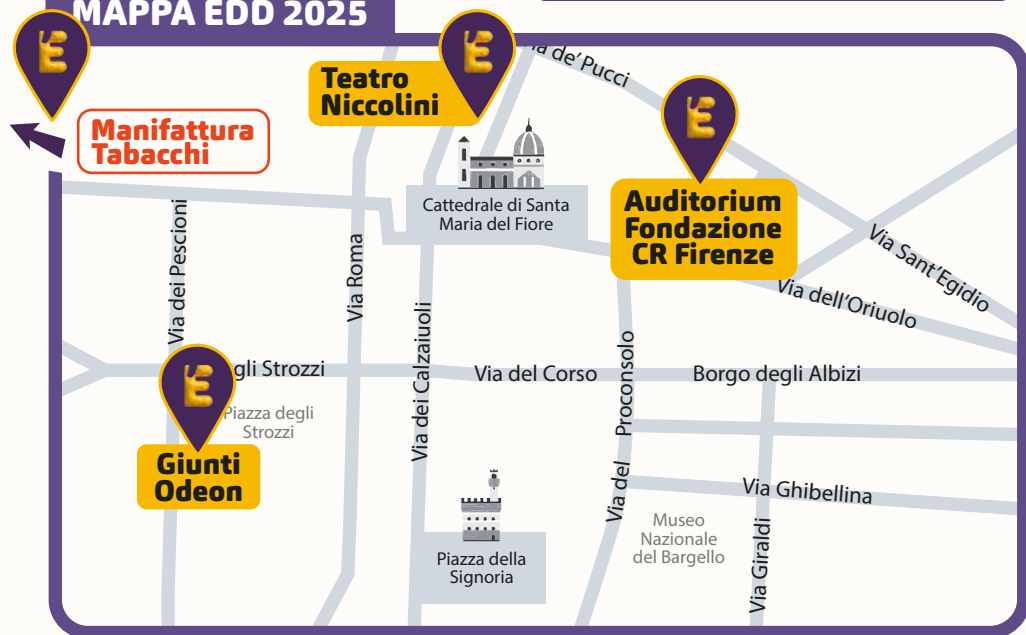 MAPPA EDD 2025
E
Manifattura
Tabacchi
E
Teatro
Niccolini
de' Pucci
E
Auditorium
Fondazione
CR Firenze
Cattedrale di Santa
Maria del Fiore
Via dei Pescioni
Via Roma
Via dei Calzaiuoli
Via Sant'Egidio
Via dell'Oriuolo
E
gli Strozzi
Via del Corso
Borgo degli Albizi
Piazza degli
Strozzi
Giunti
Odeon
Via del Proconsolo
Via Ghibellina
Museo
Nazionale
del Bargello
Piazza della
Signoria
Via Giraldi